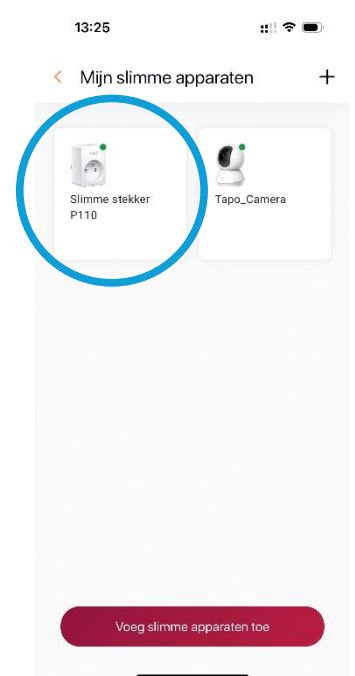 13:25
Mijn slimme apparaten
Slimme stekker
P110
Tapo_Camera
Voeg slimme apparaten toe